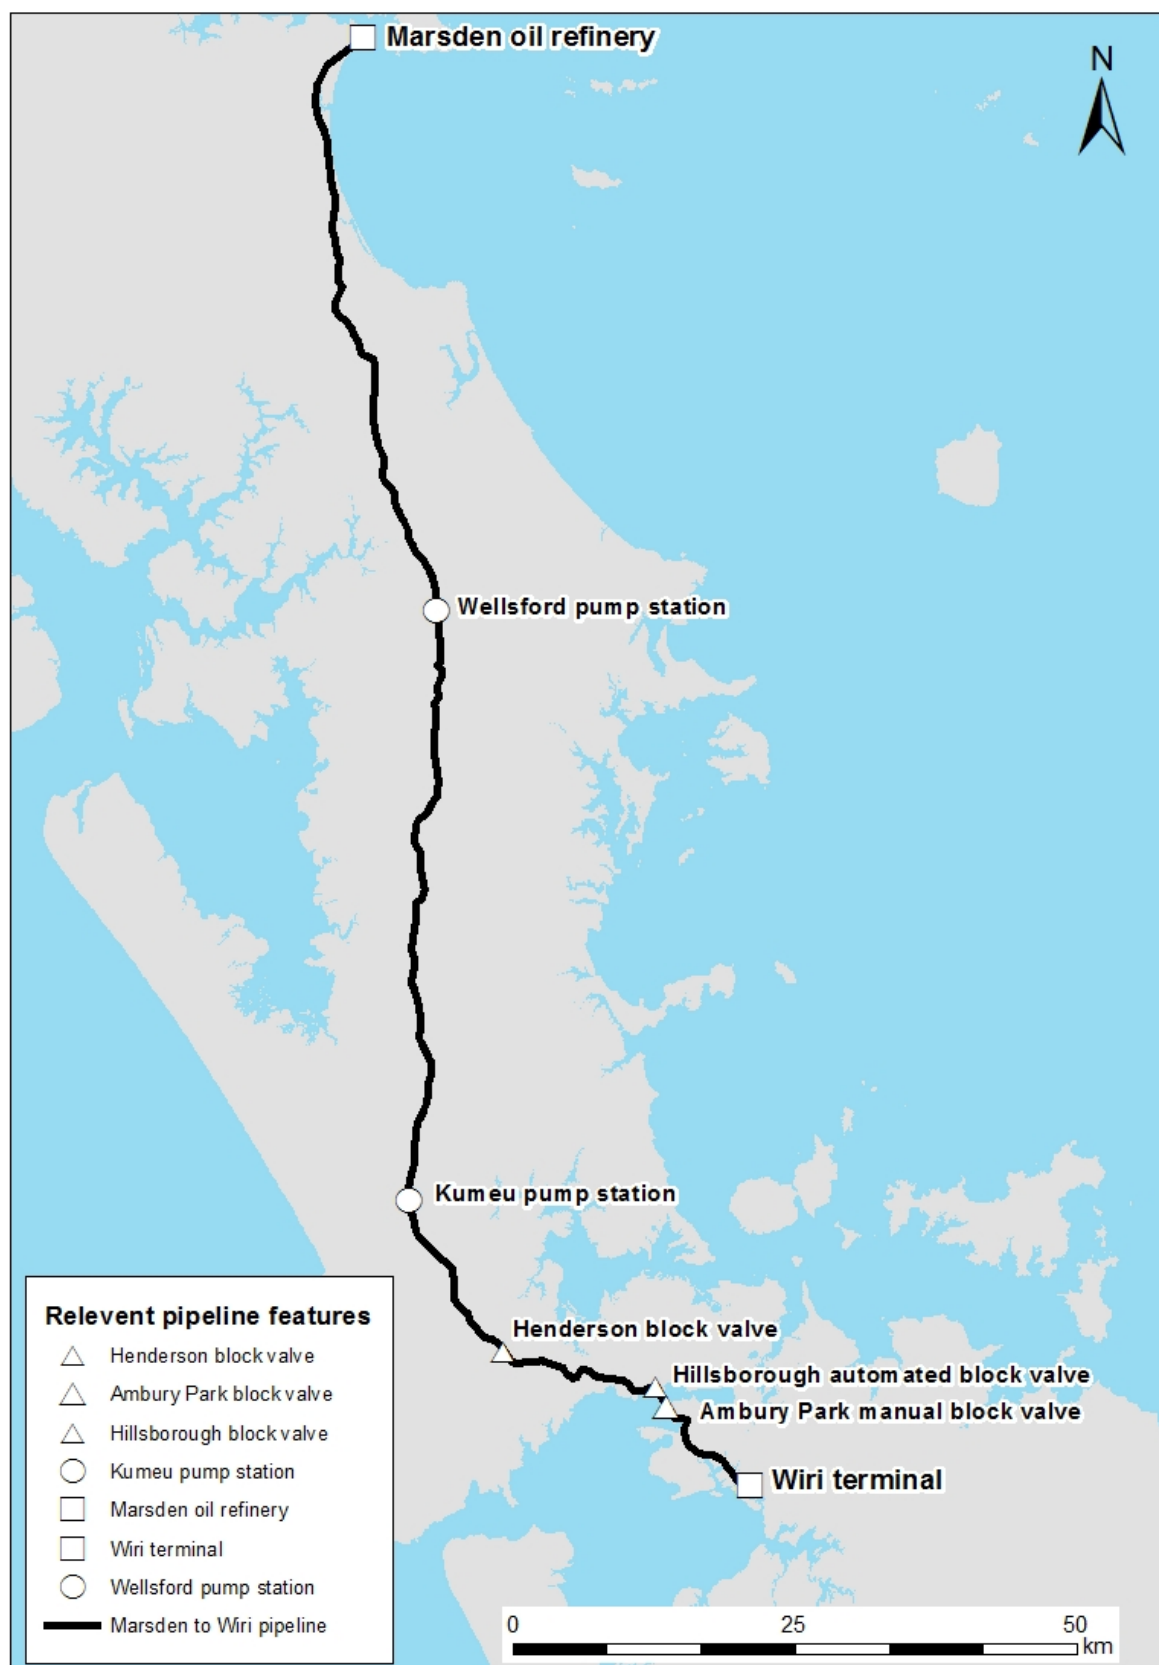 Marsden oil refinery
N
Wellsford pump station
Kumeu pump station
Henderson block valve
Hillsborough automated block valve
Ambury Park manual block valve
Wiri terminal
Relevent pipeline features
Henderson block valve
Ambury Park block valve
Hillsborough block valve
Kumeu pump station
Marsden oil refinery
Wiri terminal
Wellsford pump station
Marsden to Wiri pipeline
0 25 50
km